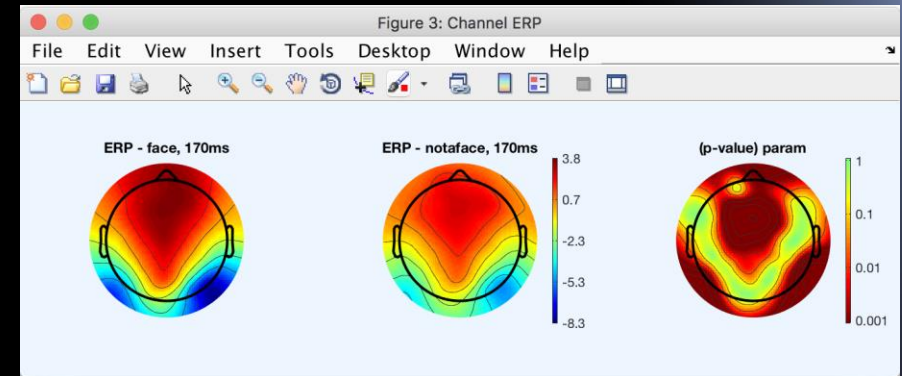 Figure 3: Channel ERP
File Edit View Insert Tools Desktop Window Help
ERP - face, 170ms
ERP - notaface, 170ms
3.8
0.7
-2.3
-5.3
-8.3
(p-value) param
1
0.1
0.01
0.001